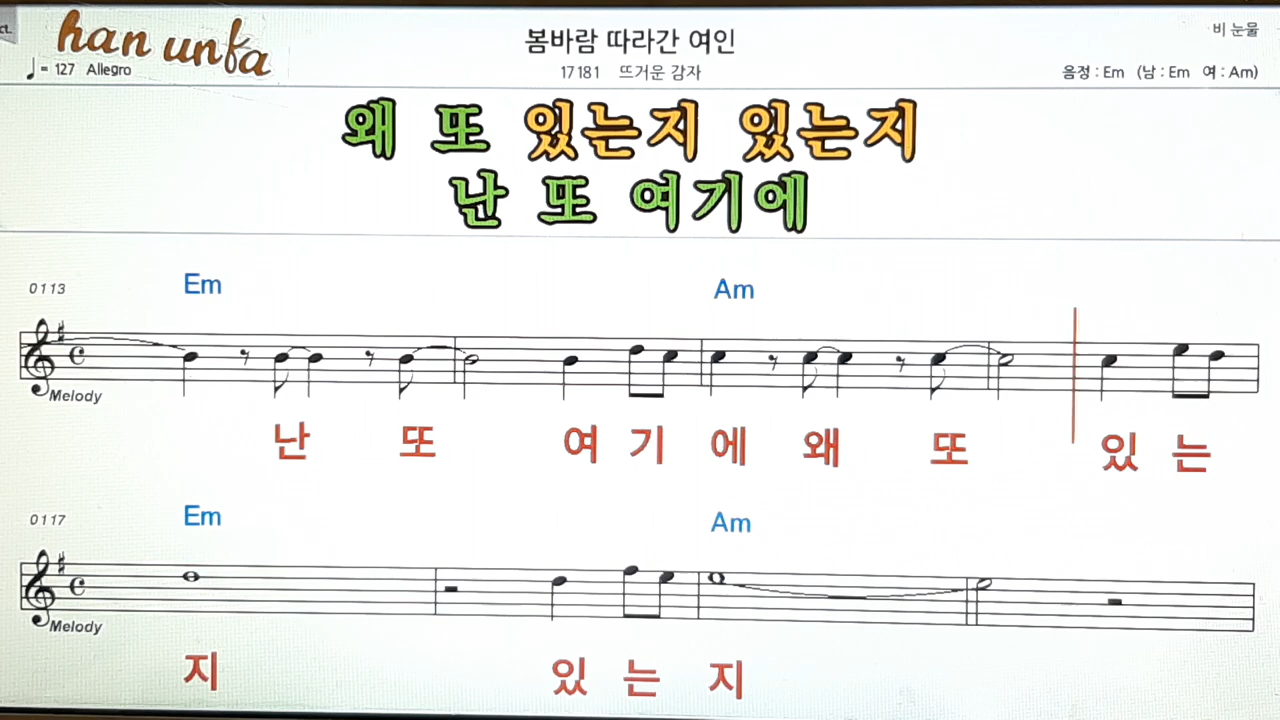 ct.
han unka
봄바람 따라간 여인
비 눈물
♩= 127 Allegro
17181 뜨거운 감자
음정 : Em (남 : Em 여 : Am)
왜 또 있는지 있는지
난 또 여기에
0113
Em Am
Melody
난 또 여 기 에 왜 또 있 는
0117
Em Am
Melody
지 있 는 지